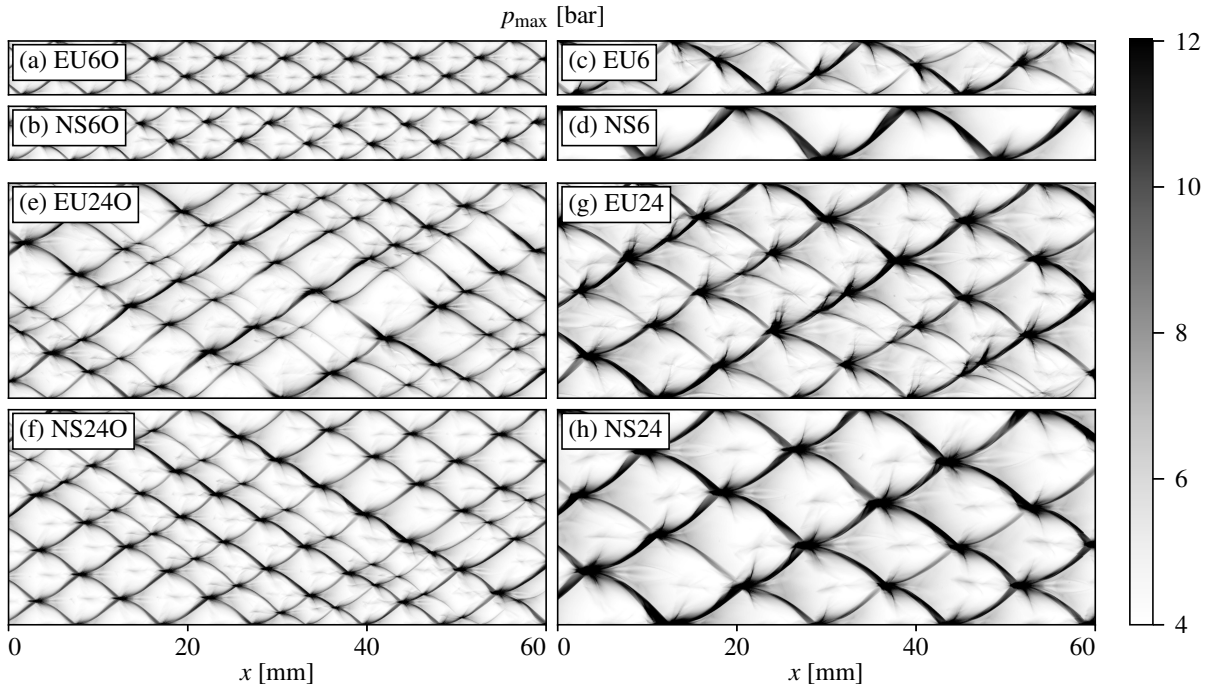 p_max [bar]
(a) EU6O
(c) EU6
(b) NS6O
(d) NS6
(e) EU24O
(g) EU24
(f) NS24O
(h) NS24
12
10
8
6
4
0 20 40 60
20 40 60
x [mm]
x [mm]